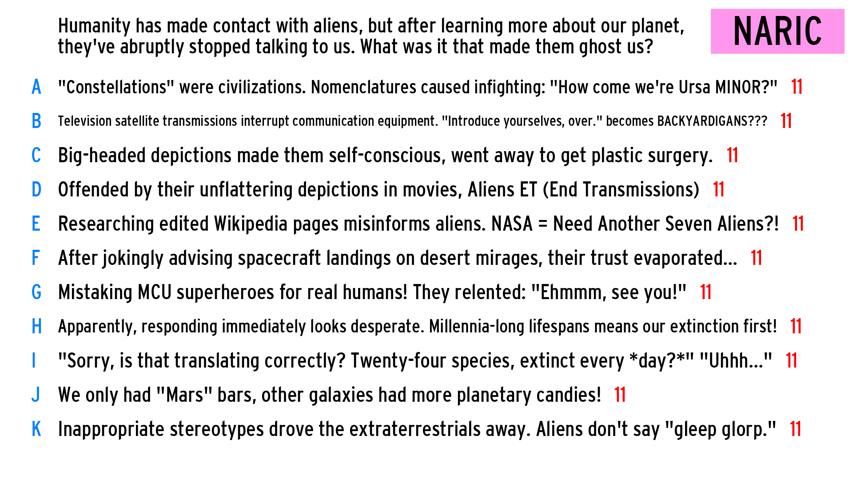 Humanity has made contact with aliens, but after learning more about our planet,
they've abruptly stopped talking to us. What was it that made them ghost us?
NARIC
A "Constellations" were civilizations. Nomenclatures caused infighting: "How come we're Ursa MINOR?" 11
B Television satellite transmissions interrupt communication equipment. "Introduce yourselves, over." becomes BACKYARDIGANS??? 11
C Big-headed depictions made them self-conscious, went away to get plastic surgery. 11
D Offended by their unflattering depictions in movies, Aliens ET (End Transmissions) 11
E Researching edited Wikipedia pages misinforms aliens. NASA = Need Another Seven Aliens?! 11
F After jokingly advising spacecraft landings on desert mirages, their trust evaporated... 11
G Mistaking MCU superheroes for real humans! They relented: "Ehmmm, see you!" 11
H Apparently, responding immediately looks desperate. Millennia-long lifespans means our extinction first! 11
I "Sorry, is that translating correctly? Twenty-four species, extinct every *day?*" "Uhhh..." 11
J We only had "Mars" bars, other galaxies had more planetary candies! 11
K Inappropriate stereotypes drove the extraterrestrials away. Aliens don't say "gleep glorp." 11